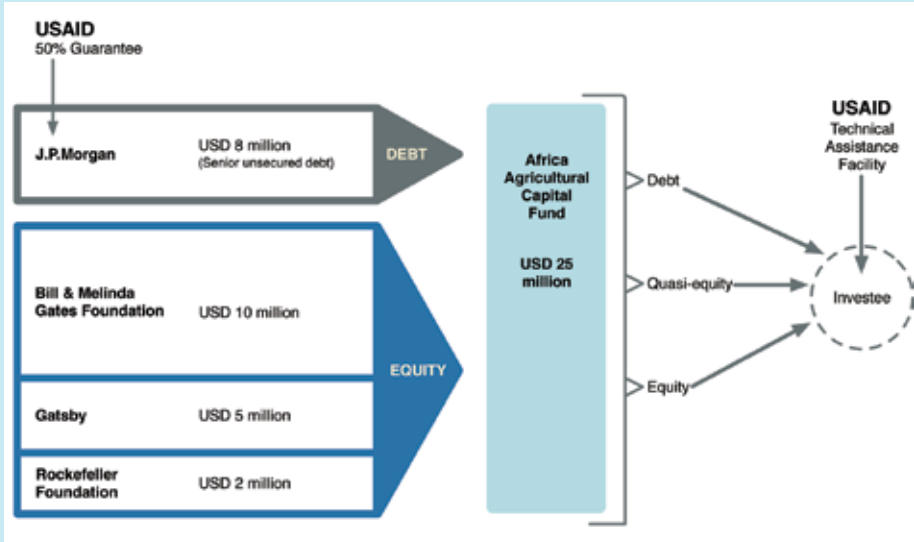 USAID
50% Guarantee
J.P.Morgan
USD 8 million
(Senior unsecured debt)
DEBT
Bill & Melinda
Gates Foundation
USD 10 million
EQUITY
Gatsby
USD 5 million
Rockefeller
Foundation
USD 2 million
Africa
Agricultural
Capital
Fund
USD 25
million
Debt
Quasi-equity
Equity
USAID
Technical
Assistance
Facility
Investee